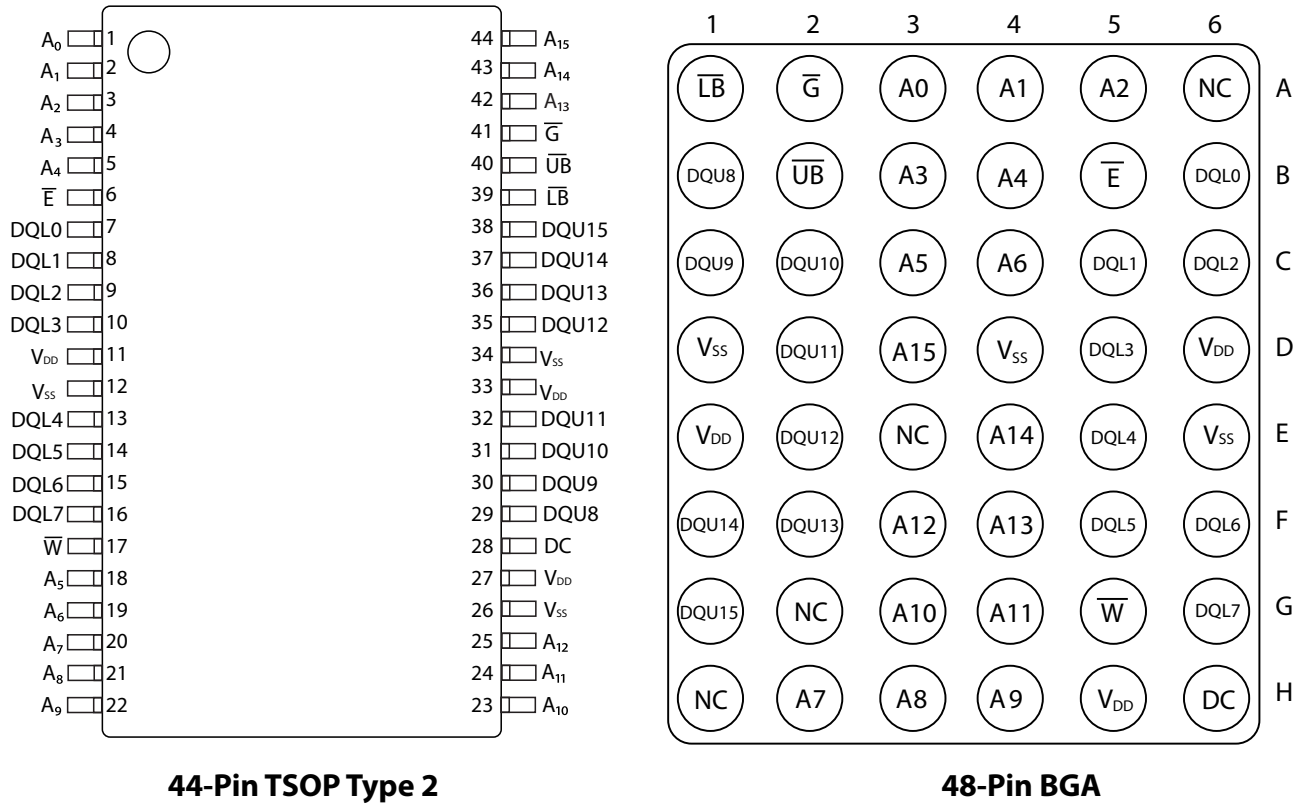 A₀ 1 44 A₁₅
A₁ 2 43 A₁₄
A₂ 3 42 A₁₃
A₃ 4 41 G̅
A₄ 5 40 U̅B̅
E̅ 6 39 L̅B̅
DQL0 7 38 DQU15
DQL1 8 37 DQU14
DQL2 9 36 DQU13
DQL3 10 35 DQU12
VDD 11 34 VSS
VSS 12 33 VDD
DQL4 13 32 DQU11
DQL5 14 31 DQU10
DQL6 15 30 DQU9
DQL7 16 29 DQU8
W̅ 17 28 DC
A₅ 18 27 VDD
A₆ 19 26 VSS
A₇ 20 25 A₁₂
A₈ 21 24 A₁₁
A₉ 22 23 A₁₀
44-Pin TSOP Type 2
1 2 3 4 5 6
L̅B̅ G̅ A0 A1 A2 NC A
DQU8 U̅B̅ A3 A4 E̅ DQL0 B
DQU9 DQU10 A5 A6 DQL1 DQL2 C
VSS DQU11 A15 VSS DQL3 VDD D
VDD DQU12 NC A14 DQL4 VSS E
DQU14 DQU13 A12 A13 DQL5 DQL6 F
DQU15 NC A10 A11 W̅ DQL7 G
NC A7 A8 A9 VDD DC H
48-Pin BGA